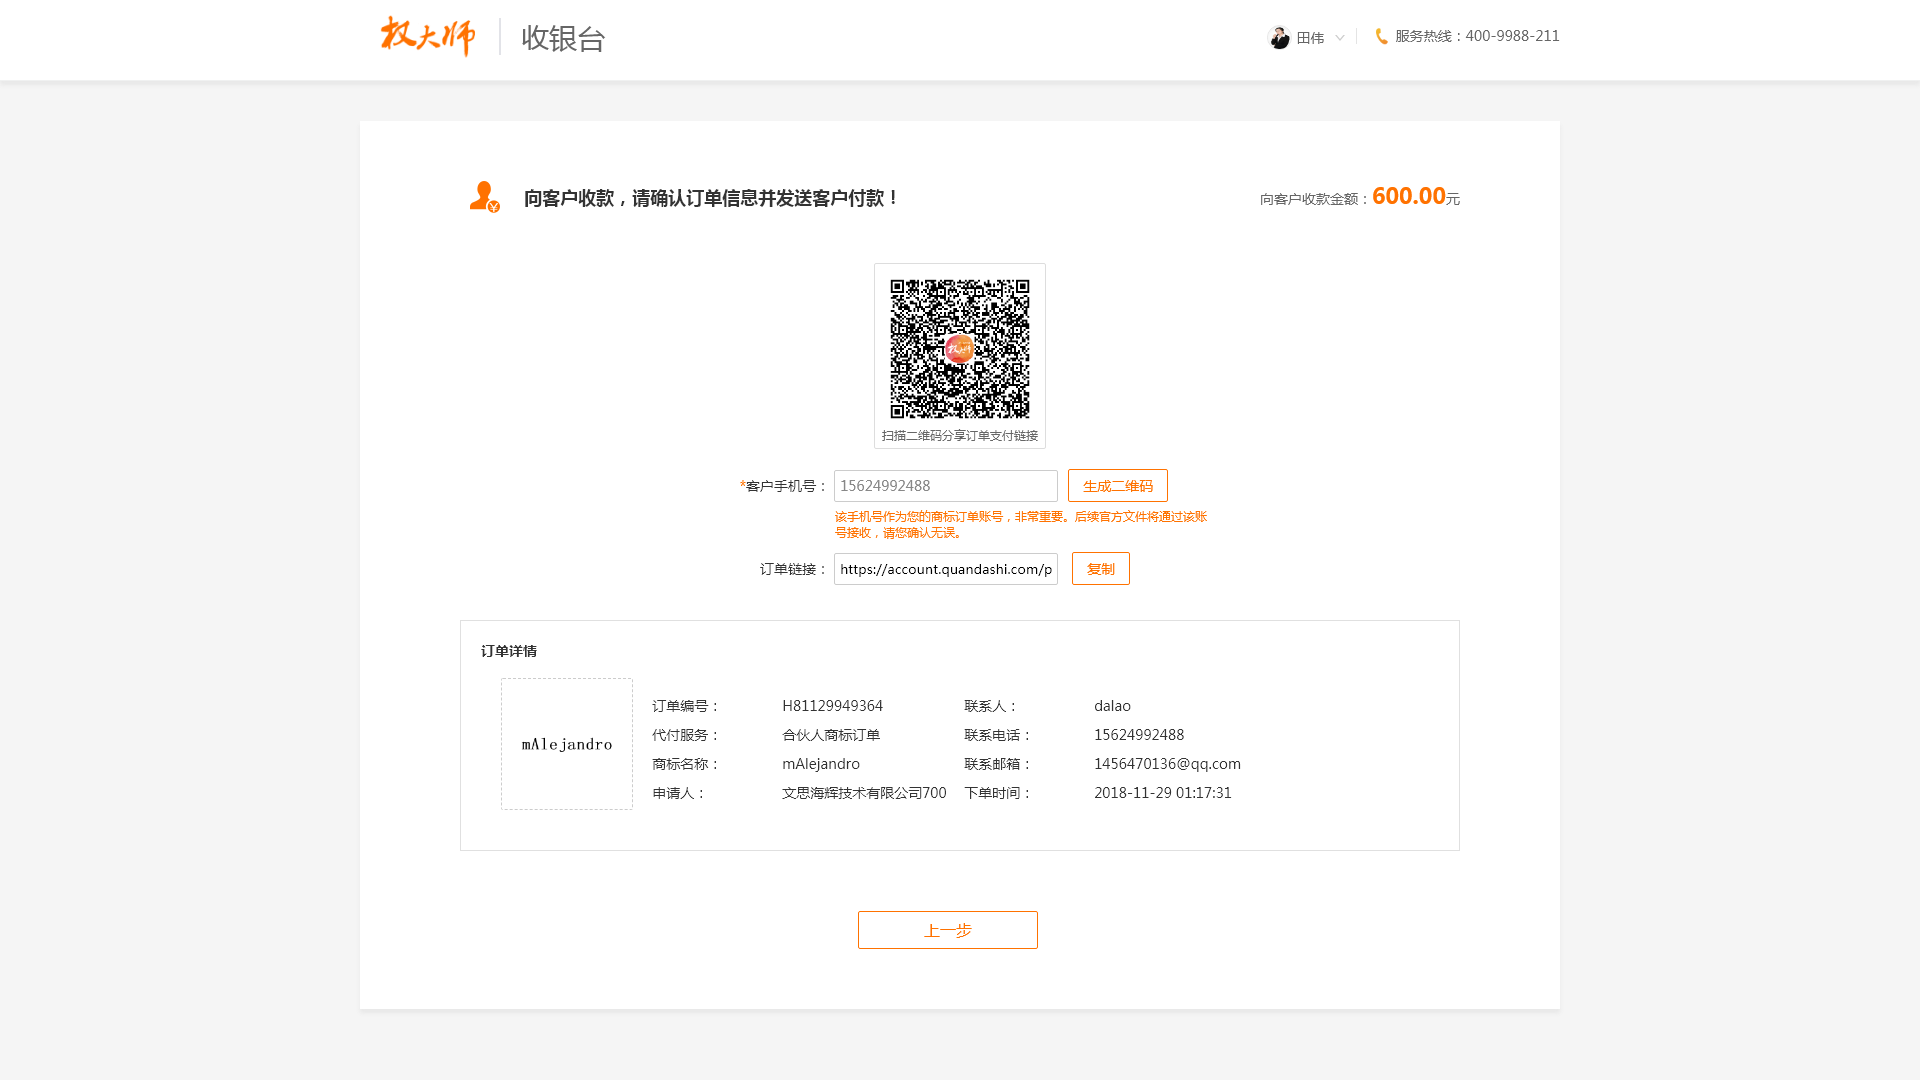 权大师 收银台 田伟 服务热线：400-9988-211
向客户收款，请确认订单信息并发送客户付款！ 向客户收款金额：600.00元
权大师
扫描二维码分享订单支付链接
*客户手机号： 15624992488 生成二维码
该手机号作为您的商标订单账号，非常重要。后续官方文件将通过该账
号接收，请您确认无误。
订单链接： https://account.quandashi.com/p 复制
订单详情
mAlejandro
订单编号： H81129949364 联系人： dalao
代付服务： 合伙人商标订单 联系电话： 15624992488
商标名称： mAlejandro 联系邮箱： 1456470136@qq.com
申请人： 文思海辉技术有限公司700 下单时间： 2018-11-29 01:17:31
上一步